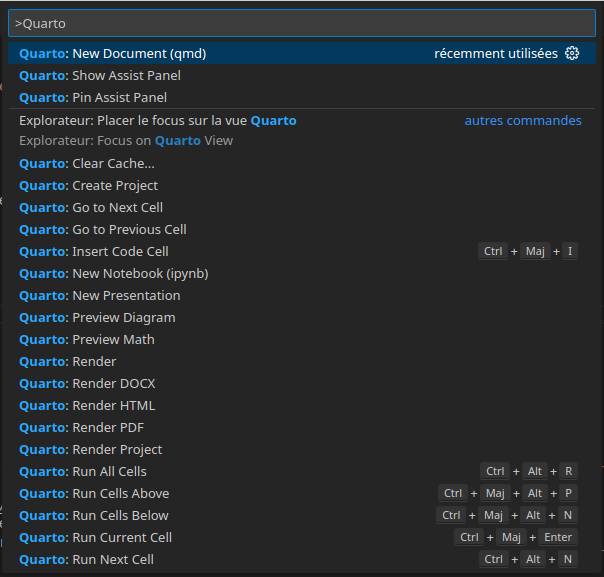 >Quarto
Quarto: New Document (qmd) récemment utilisées
Quarto: Show Assist Panel
Quarto: Pin Assist Panel
Explorateur: Placer le focus sur la vue Quarto autres commandes
Explorateur: Focus on Quarto View
Quarto: Clear Cache...
Quarto: Create Project
Quarto: Go to Next Cell
Quarto: Go to Previous Cell
Quarto: Insert Code Cell Ctrl + Maj + I
Quarto: New Notebook (ipynb)
Quarto: New Presentation
Quarto: Preview Diagram
Quarto: Preview Math
Quarto: Render
Quarto: Render DOCX
Quarto: Render HTML
Quarto: Render PDF
Quarto: Render Project
Quarto: Run All Cells Ctrl + Alt + R
Quarto: Run Cells Above Ctrl + Maj + Alt + P
Quarto: Run Cells Below Ctrl + Maj + Alt + N
Quarto: Run Current Cell Ctrl + Maj + Enter
Quarto: Run Next Cell Ctrl + Alt + N